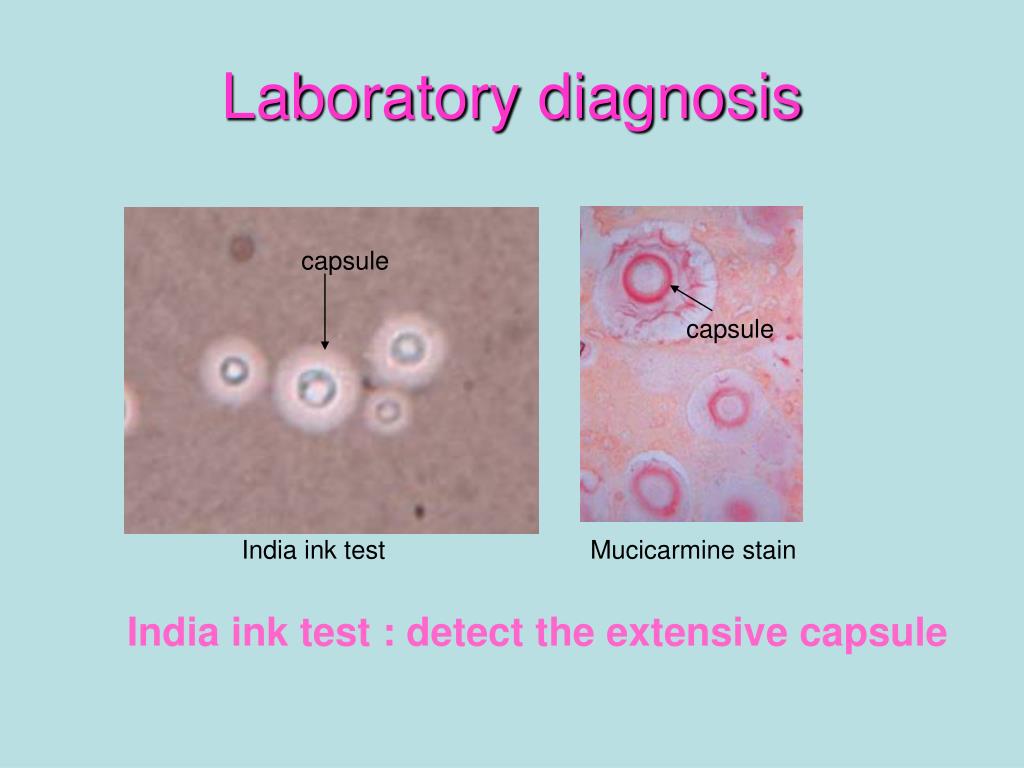 Laboratory diagnosis
capsule
capsule
India ink test
Mucicarmine stain
India ink test : detect the extensive capsule